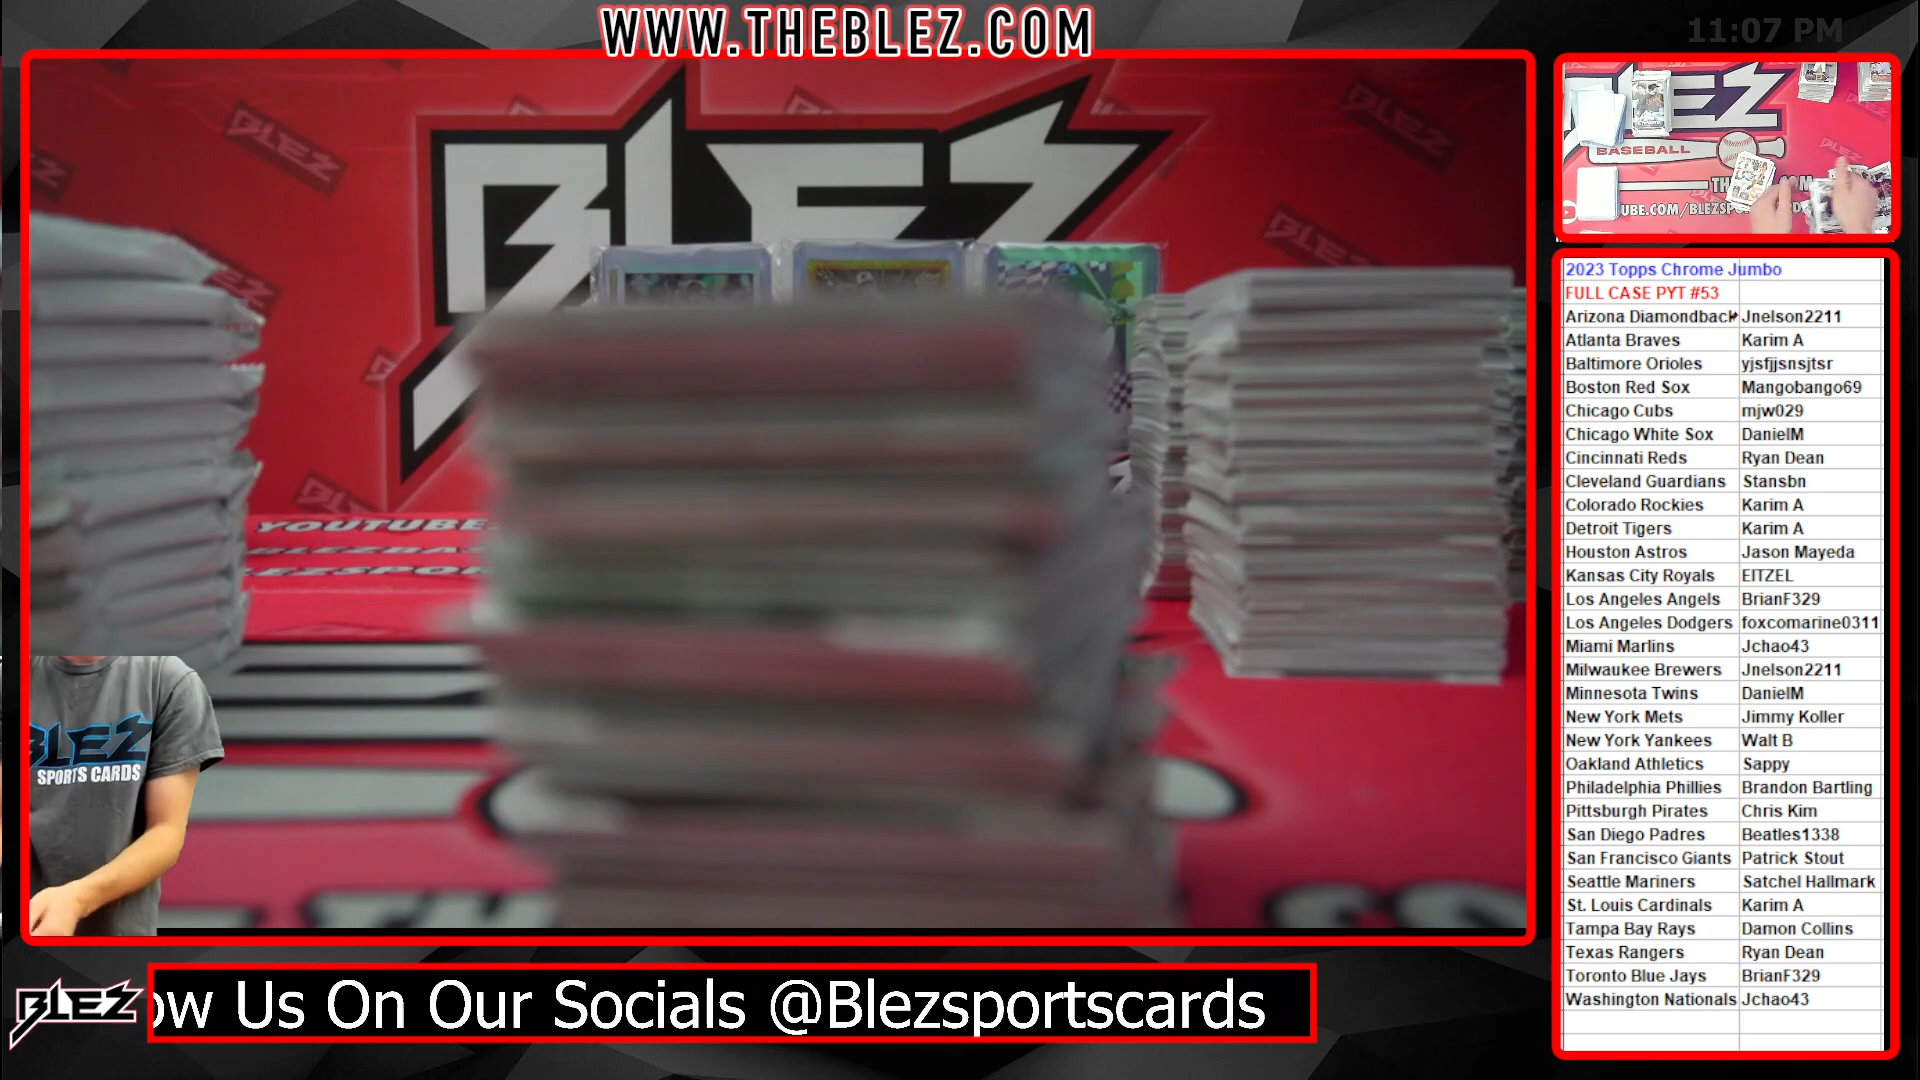 WWW.THEBLEZ.COM
11:07 PM
BLEZ
YOUTUBE
BLEZ
SPORTS CARDS
BASEBALL
UBE.COM/BLEZSPO
2023 Topps Chrome Jumbo
FULL CASE PYT #53
Arizona Diamondback Jnelson2211
Atlanta Braves Karim A
Baltimore Orioles yjsfjjsnsjtsr
Boston Red Sox Mangobango69
Chicago Cubs mjw029
Chicago White Sox DanielM
Cincinnati Reds Ryan Dean
Cleveland Guardians Stansbn
Colorado Rockies Karim A
Detroit Tigers Karim A
Houston Astros Jason Mayeda
Kansas City Royals EITZEL
Los Angeles Angels BrianF329
Los Angeles Dodgers foxcomarine0311
Miami Marlins Jchao43
Milwaukee Brewers Jnelson2211
Minnesota Twins DanielM
New York Mets Jimmy Koller
New York Yankees Walt B
Oakland Athletics Sappy
Philadelphia Phillies Brandon Bartling
Pittsburgh Pirates Chris Kim
San Diego Padres Beatles1338
San Francisco Giants Patrick Stout
Seattle Mariners Satchel Hallmark
St. Louis Cardinals Karim A
Tampa Bay Rays Damon Collins
Texas Rangers Ryan Dean
Toronto Blue Jays BrianF329
Washington Nationals Jchao43
BLEZ
ow Us On Our Socials @Blezsportscards